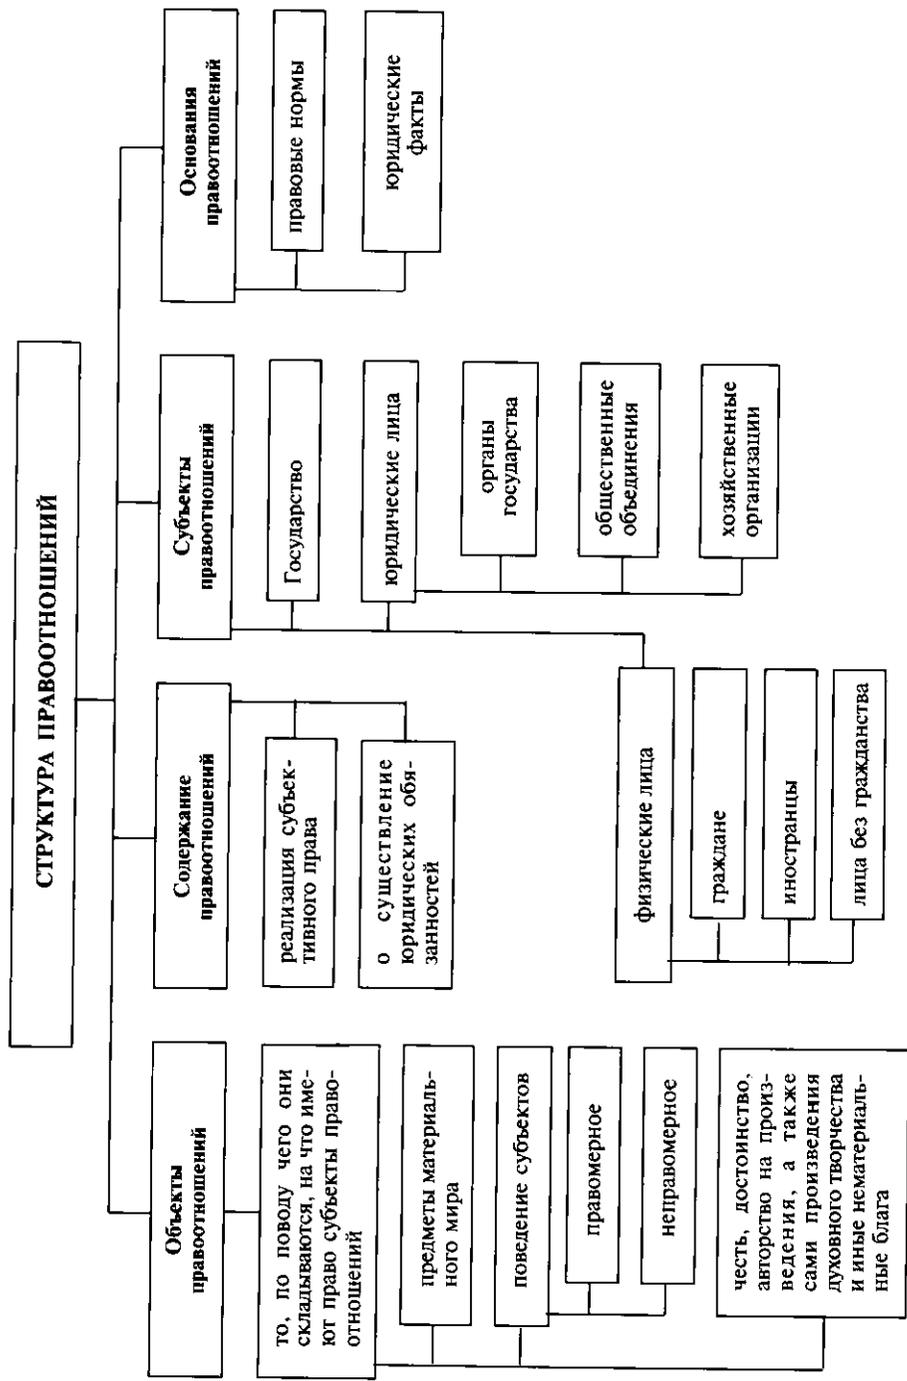 СТРУКТУРА ПРАВООТНОШЕНИЙ
Объекты
правоотношений
то, по поводу чего они
складываются, на что име-
ют право субъекты право-
отношений
предметы материаль-
ного мира
поведение субъектов
правомерное
неправомерное
честь, достоинство,
авторство на произ-
ведения, а также
сами произведения
духовного творчества
и иные нематериаль-
ные блага
Содержание
правоотношений
реализация субъек-
тивного права
о существление
юридических обя-
занностей
Субъекты
правоотношений
Государство
юридические лица
органы
государства
общественные
объединения
хозяйственные
организации
физические лица
граждане
иностранцы
лица без гражданства
Основания
правоотношений
правовые нормы
юридические
факты